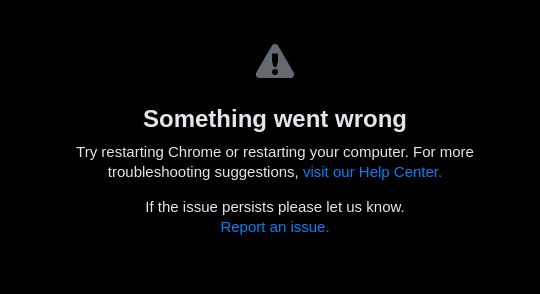 Something went wrong
Try restarting Chrome or restarting your computer. For more
troubleshooting suggestions, visit our Help Center.
If the issue persists please let us know.
Report an issue.